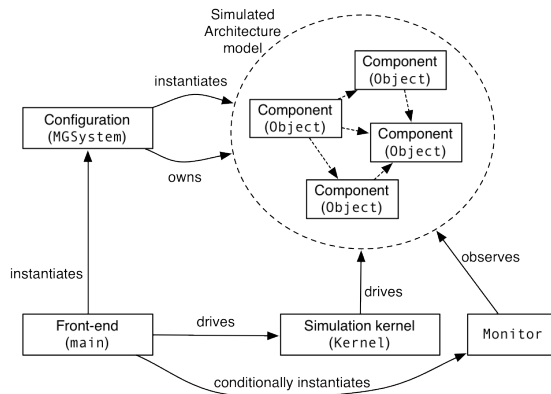 Simulated
Architecture
model
Component
(Object)
instantiates
Component
(Object)
Configuration
(MGSystem)
Component
(Object)
owns
Component
(Object)
instantiates
observes
drives
Front-end
(main)
drives
Simulation kernel
(Kernel)
Monitor
conditionally instantiates